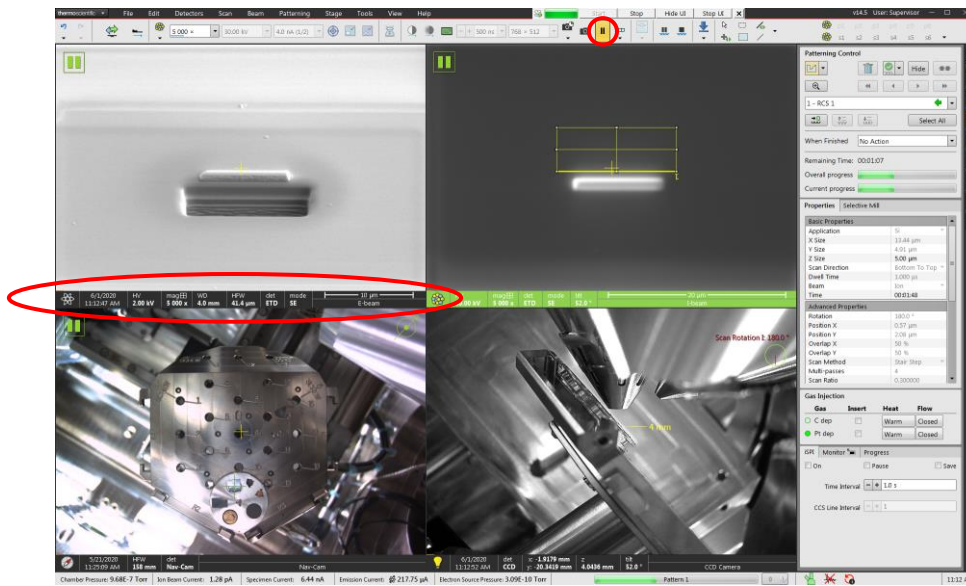 thermoscientific File Edit Detectors Scan Beam Patterning Stage Tools View Help Start Stop Hide UI Stop UI x v14.5 User: Supervisor
5 000 x 30.00 kV 4.0 nA (1/2) 500 ns 768 × 512 s1 s2 s3 s4 s5 s6
Patterning Control
Hide
1 - RCS 1
Select All
When Finished No Action
Remaining Time: 00:01:07
Overall progress
Current progress
Properties Selective Mill
Basic Properties
Application Si
X Size 13.44 µm
Y Size 4.91 µm
Z Size 5.00 µm
Scan Direction Bottom To Top
Dwell Time 1.000 µs
Beam Ion
Time 00:01:48
Advanced Properties
Rotation 180.0 °
Position X 0.57 µm
Position Y 2.08 µm
Overlap X 50 %
Overlap Y 50 %
Scan Method Stair Step
Multi-passes 4
Scan Ratio 0.300000
6/1/2020 HV mag WD HFW det mode 10 µm
11:12:47 AM 2.00 kV 5 000 x 4.0 mm 41.4 µm ETD SE E-beam
HV mag det mode tilt 20 µm
5 000 x ETD SE 52.0 ° I-beam
Scan Rotation I: 180.0 °
4 mm
Gas Injection
Gas Insert Heat Flow
C dep Warm Closed
Pt dep Warm Closed
iSPI Monitor Progress
On Pause Save
Time Interval 1.0 s
CCS Line Interval 1
5/21/2020 HFW det
11:25:09 AM 158 mm Nav-Cam Nav-Cam
6/1/2020 det x: -1.9179 mm z tilt
11:12:52 AM CCD y: -20.3419 mm 4.0436 mm 52.0 ° CCD Camera
Chamber Pressure: 9.68E-7 Torr Ion Beam Current: 1.28 pA Specimen Current: 6.44 nA Emission Current: 217.75 µA Electron Source Pressure: 3.09E-10 Torr Pattern 1